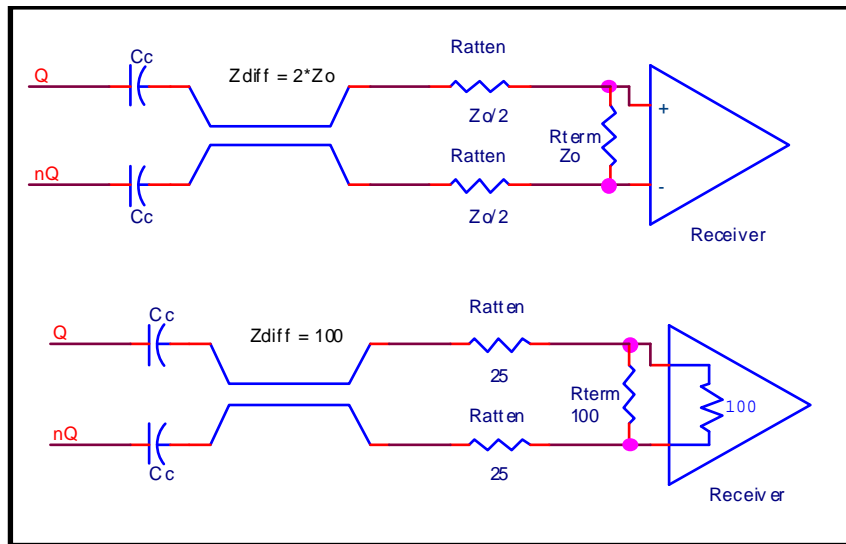 Cc
Ratten
Q
Zdiff = 2*Zo
Zo/2
+
Rterm
Zo
Ratten
nQ
-
Cc
Zo/2
Receiver
Cc
Ratten
Q
Zdiff = 100
25
Rterm
100
100
Ratten
nQ
Cc
25
Receiver